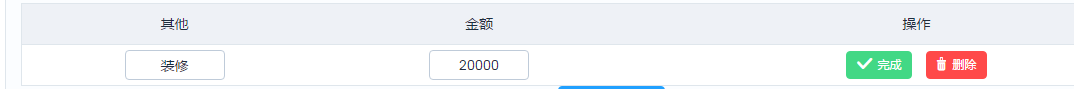 其他 金额 操作
装修 20000 完成 删除